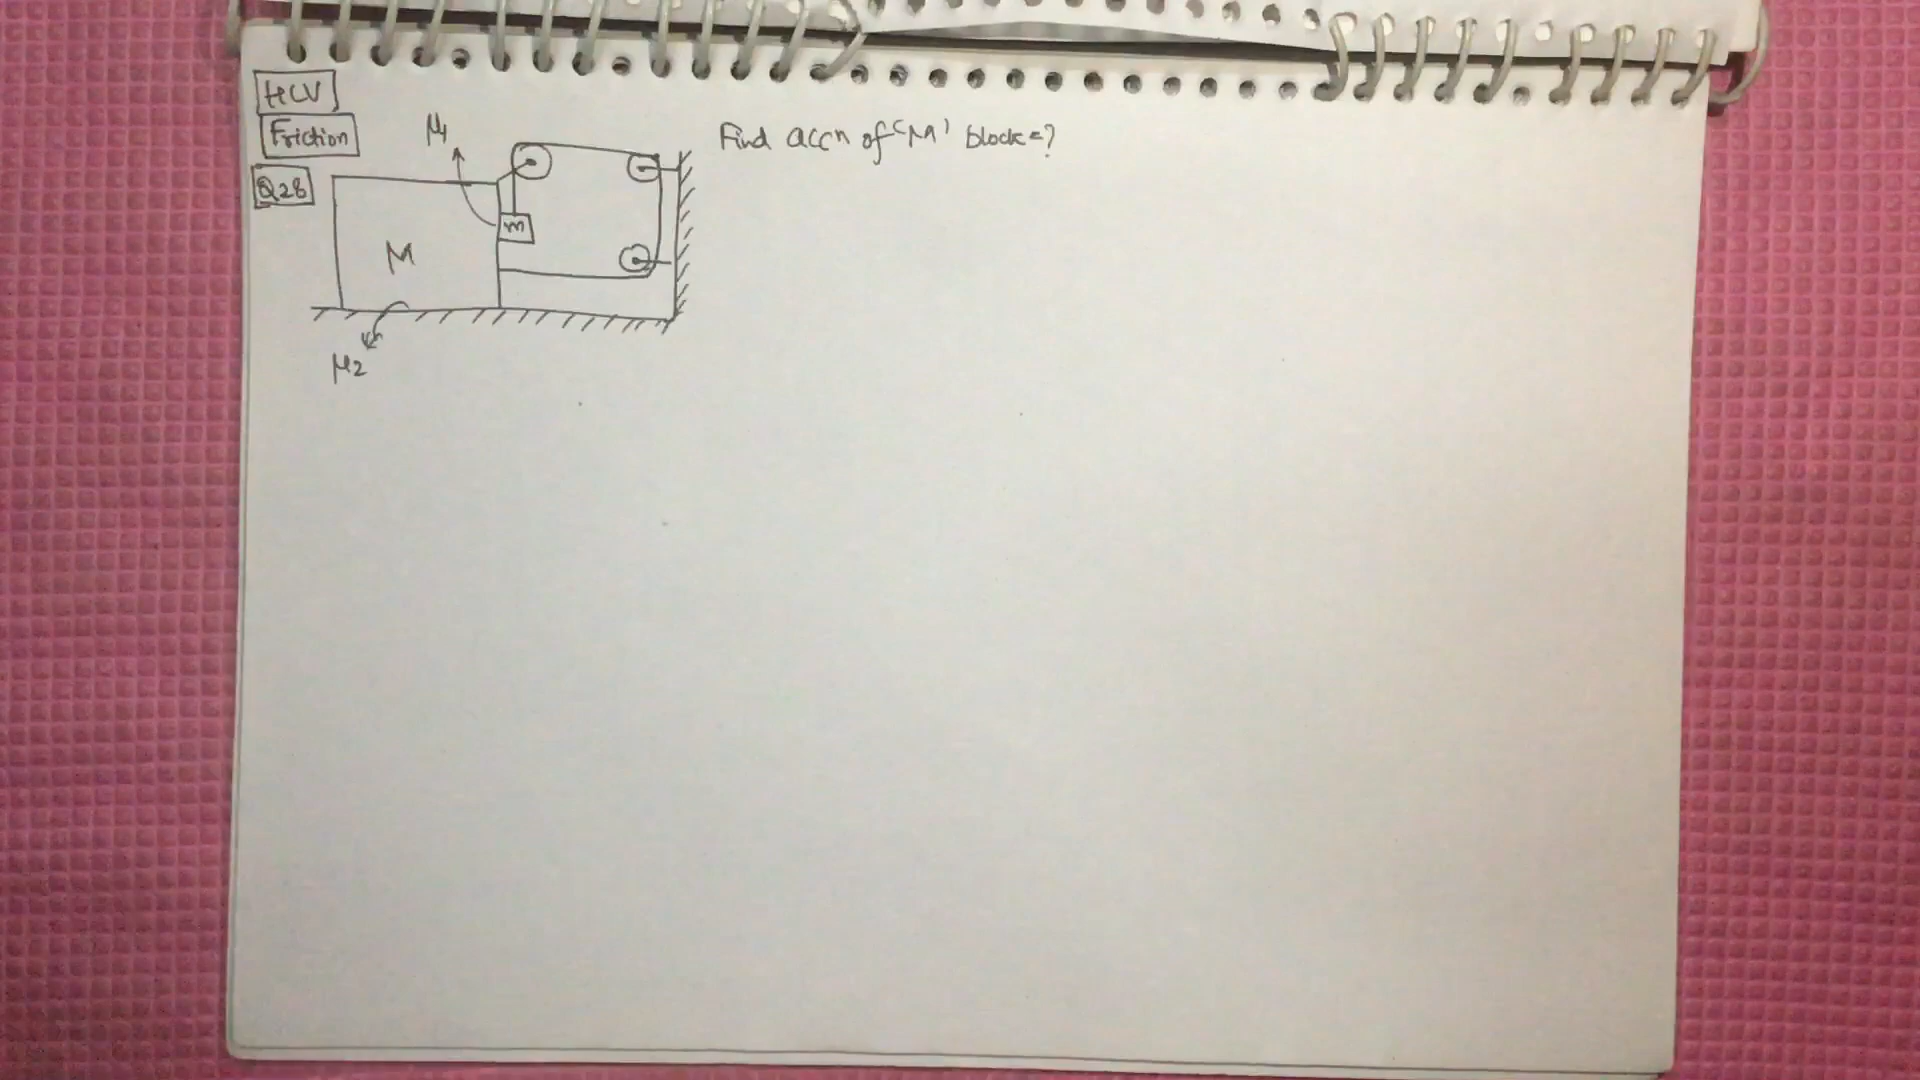 HCV
Friction
Q28
μ1
Find accn of 'M' block=?
m
M
μ2